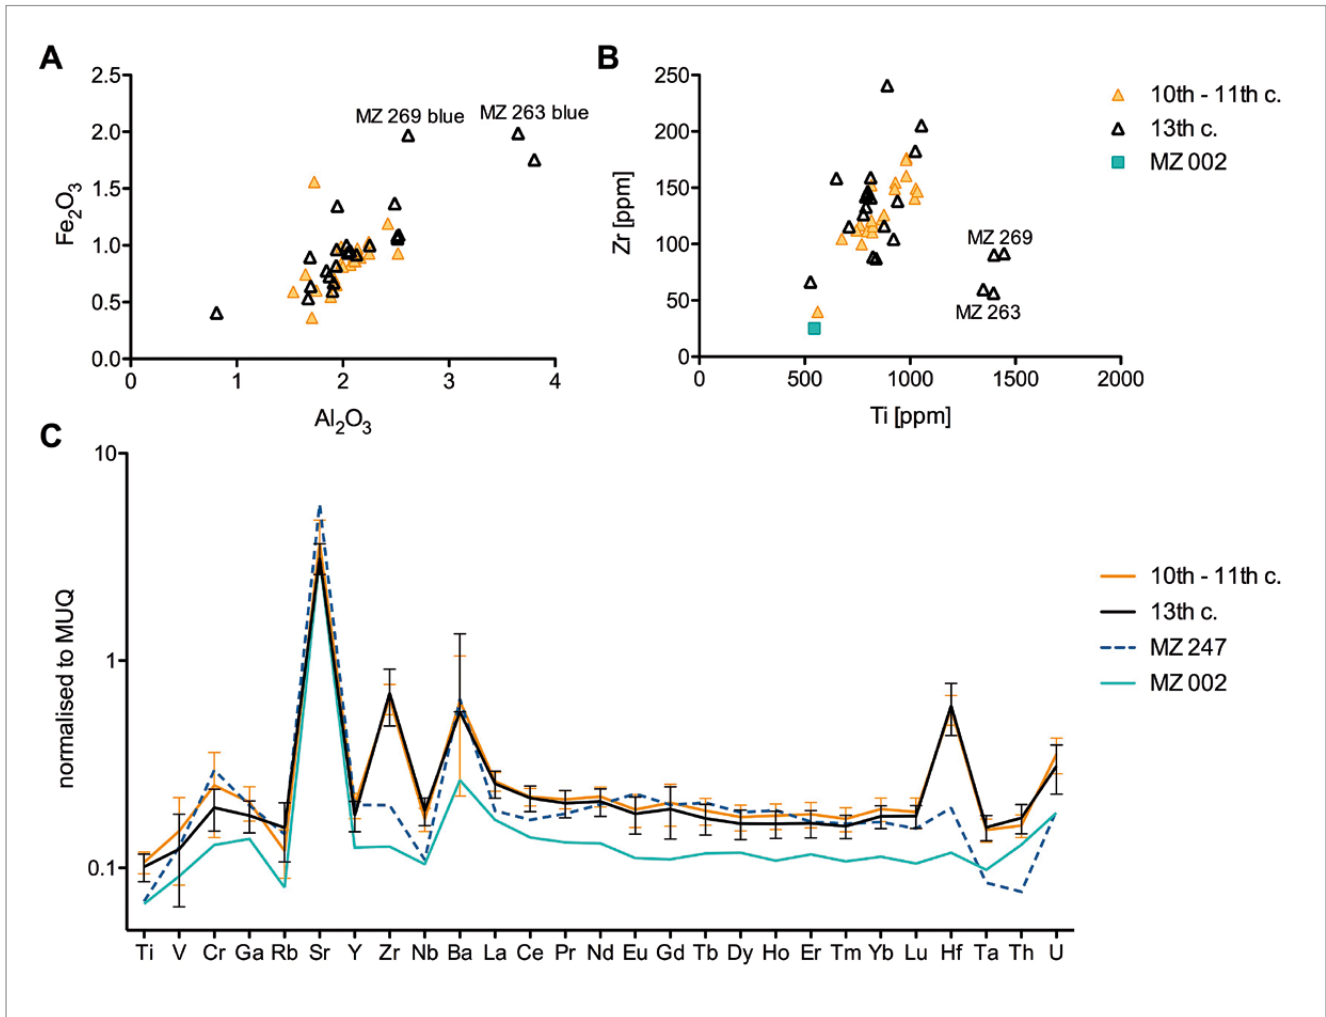 A
2.5
2.0
1.5
1.0
0.5
0.0
Fe₂O₃
MZ 269 blue
MZ 263 blue
0 1 2 3 4
Al₂O₃
B
250
200
150
100
50
0
Zr [ppm]
MZ 269
MZ 263
0 500 1000 1500 2000
Ti [ppm]
10th - 11th c.
13th c.
MZ 002
C
10
1
0.1
normalised to MUQ
10th - 11th c.
13th c.
MZ 247
MZ 002
Ti V Cr Ga Rb Sr Y Zr Nb Ba La Ce Pr Nd Eu Gd Tb Dy Ho Er Tm Yb Lu Hf Ta Th U